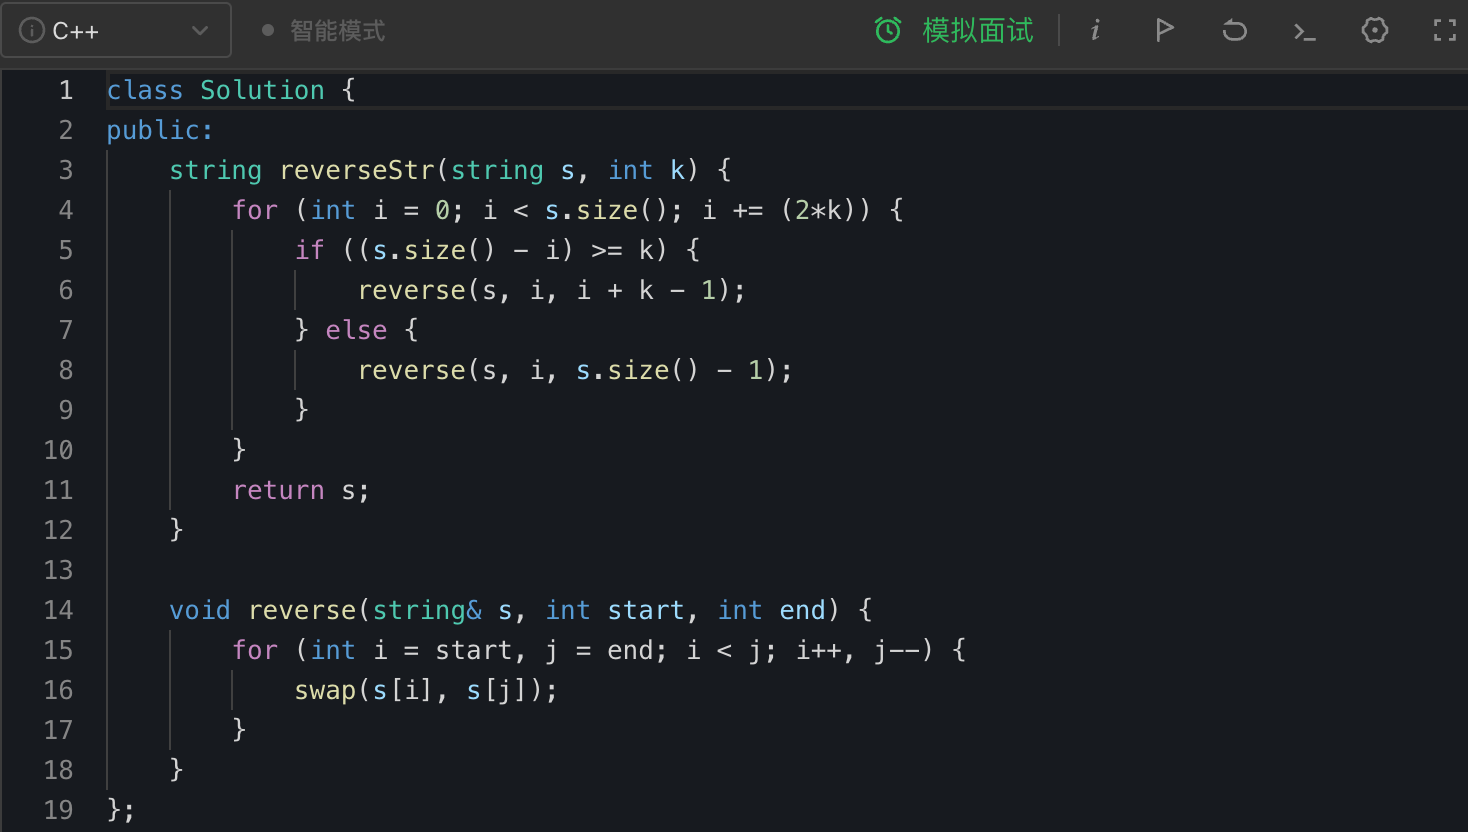 C++ 智能模式 模拟面试
1 class Solution {
2 public:
3     string reverseStr(string s, int k) {
4         for (int i = 0; i < s.size(); i += (2*k)) {
5             if ((s.size() - i) >= k) {
6                 reverse(s, i, i + k - 1);
7             } else {
8                 reverse(s, i, s.size() - 1);
9             }
10         }
11         return s;
12     }
13
14     void reverse(string& s, int start, int end) {
15         for (int i = start, j = end; i < j; i++, j--) {
16             swap(s[i], s[j]);
17         }
18     }
19 };